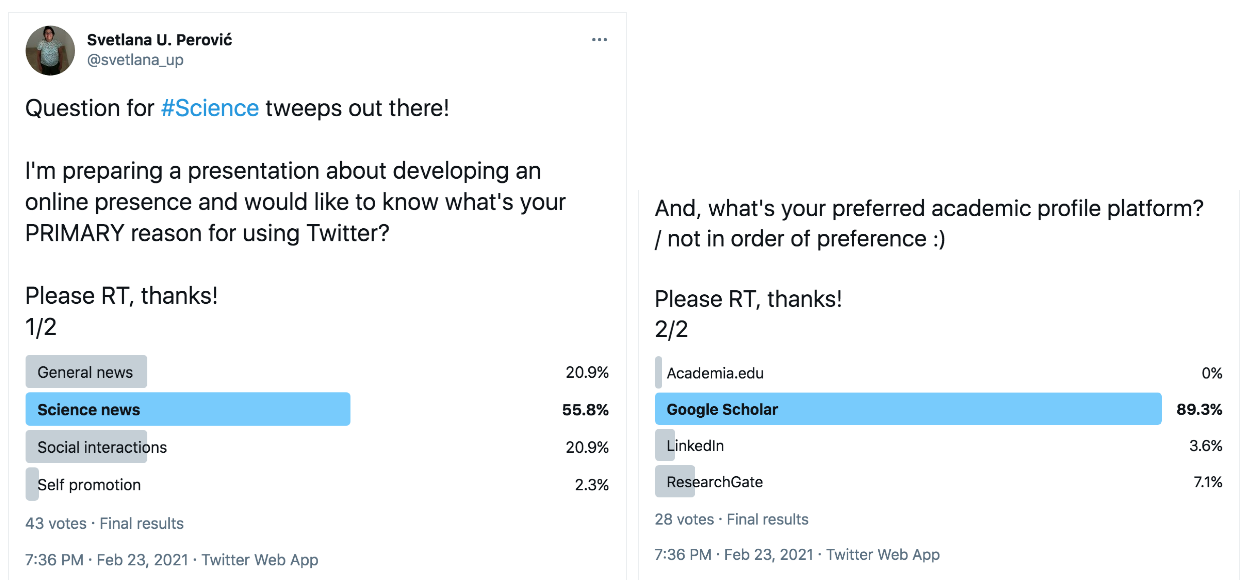 Svetlana U. Perović
@svetlana_up
Question for #Science tweeps out there!
I'm preparing a presentation about developing an
online presence and would like to know what's your
PRIMARY reason for using Twitter?
Please RT, thanks!
1/2
General news 20.9%
Science news 55.8%
Social interactions 20.9%
Self promotion 2.3%
43 votes · Final results
7:36 PM · Feb 23, 2021 · Twitter Web App
And, what's your preferred academic profile platform?
/ not in order of preference :)
Please RT, thanks!
2/2
Academia.edu 0%
Google Scholar 89.3%
LinkedIn 3.6%
ResearchGate 7.1%
28 votes · Final results
7:36 PM · Feb 23, 2021 · Twitter Web App